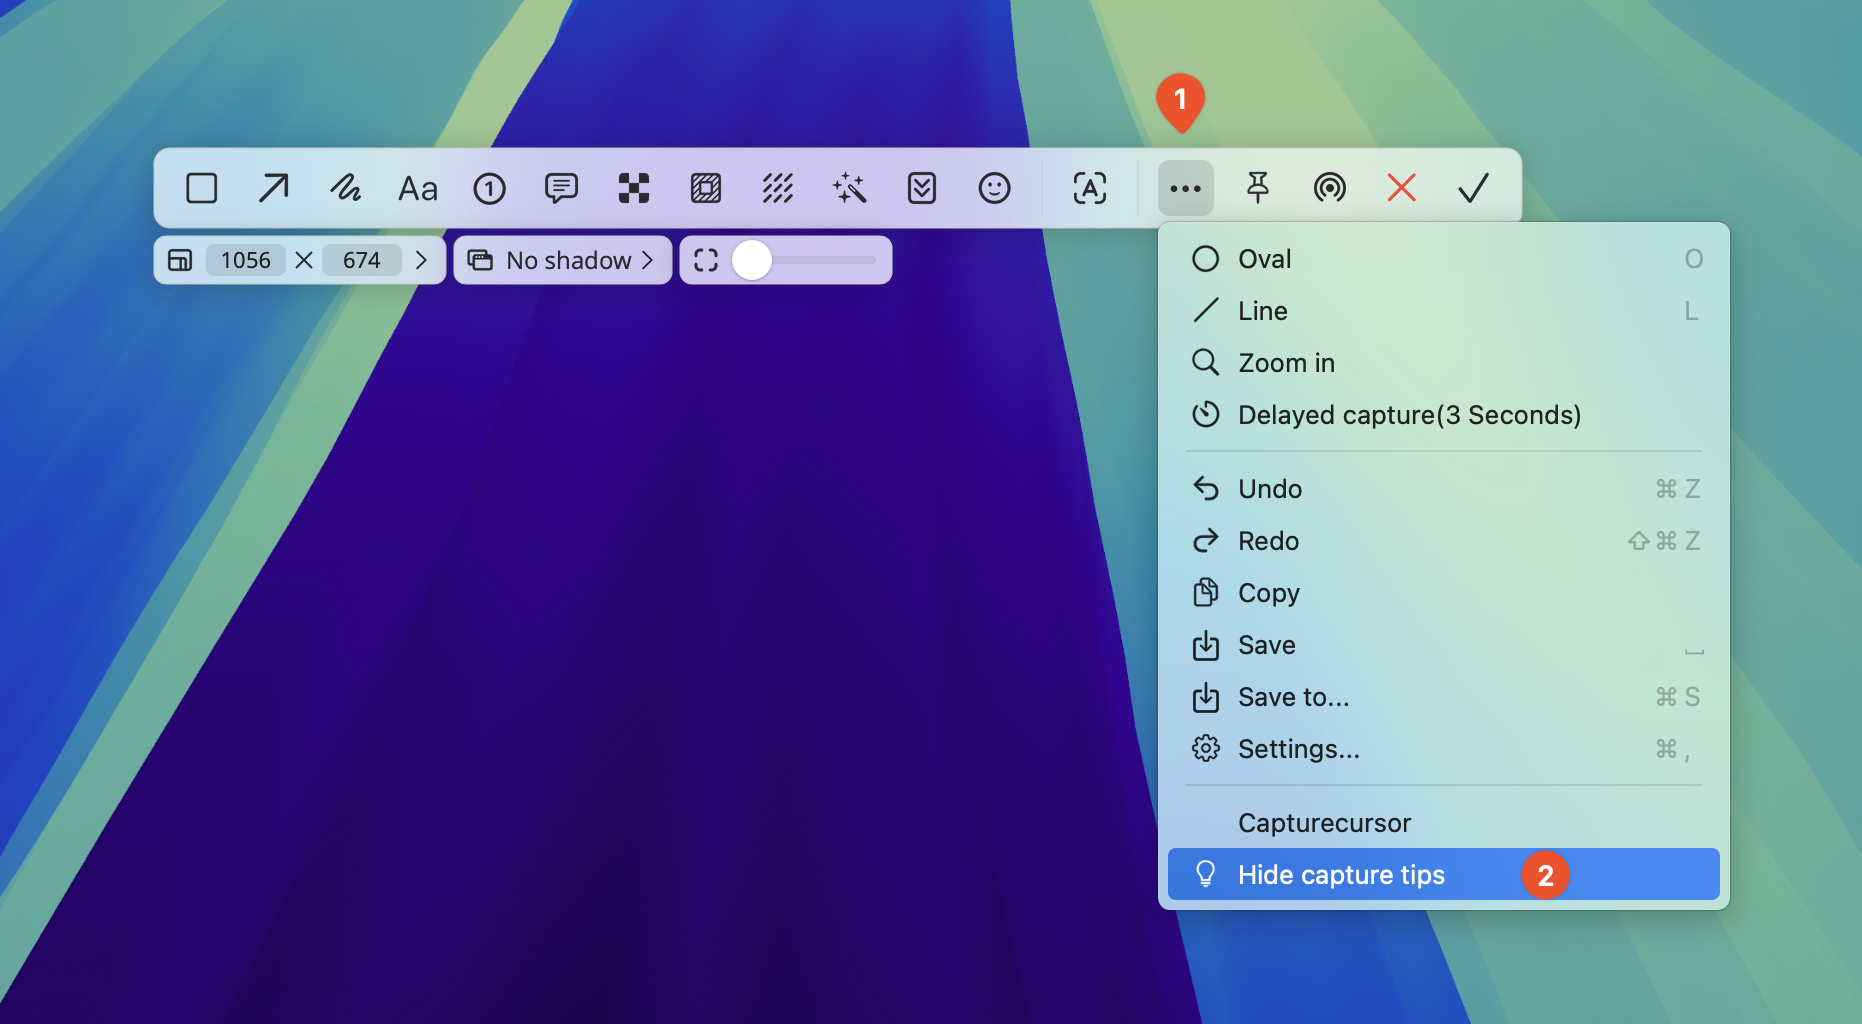 1
Aa
1
A
1056 × 674
No shadow
Oval O
Line L
Zoom in
Delayed capture(3 Seconds)
Undo ⌘ Z
Redo ⇧ ⌘ Z
Copy
Save ⎵
Save to... ⌘ S
Settings... ⌘ ,
Capturecursor
Hide capture tips 2